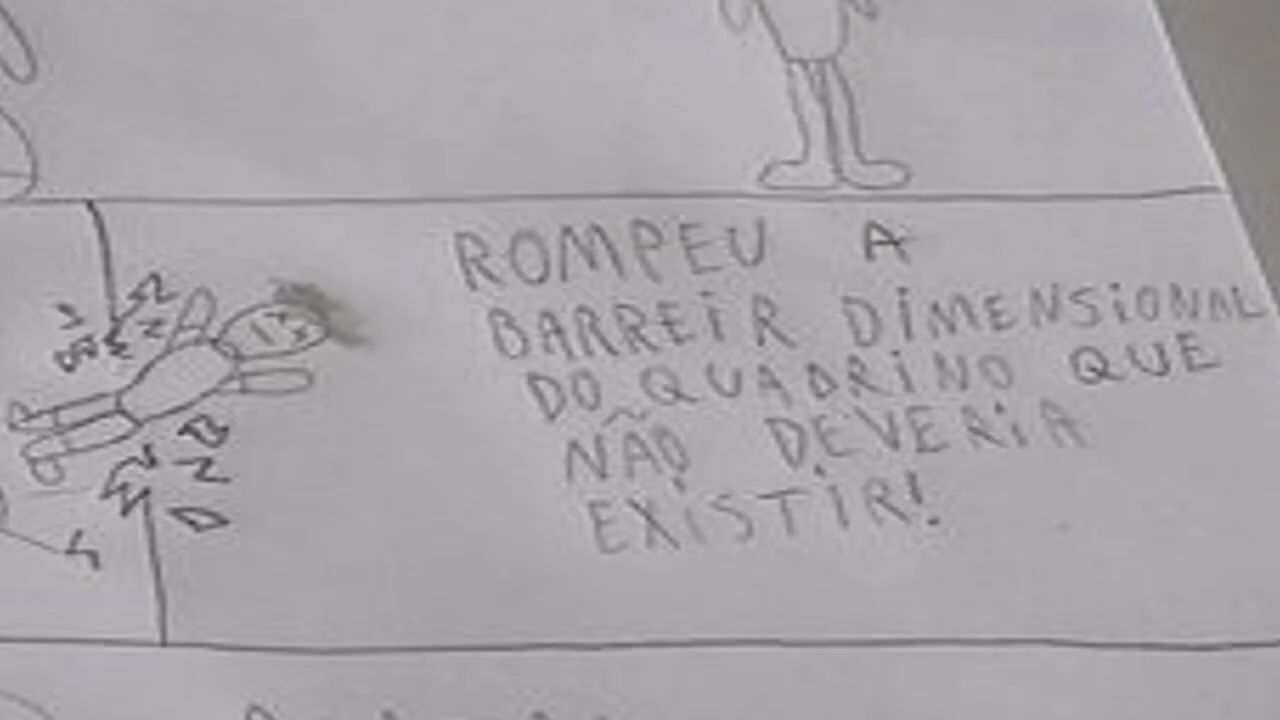 ROMPEU A
BARREIR DIMENSIONAL
DO QUADRINO QUE
NÃO DEVERIA
EXISTIR!